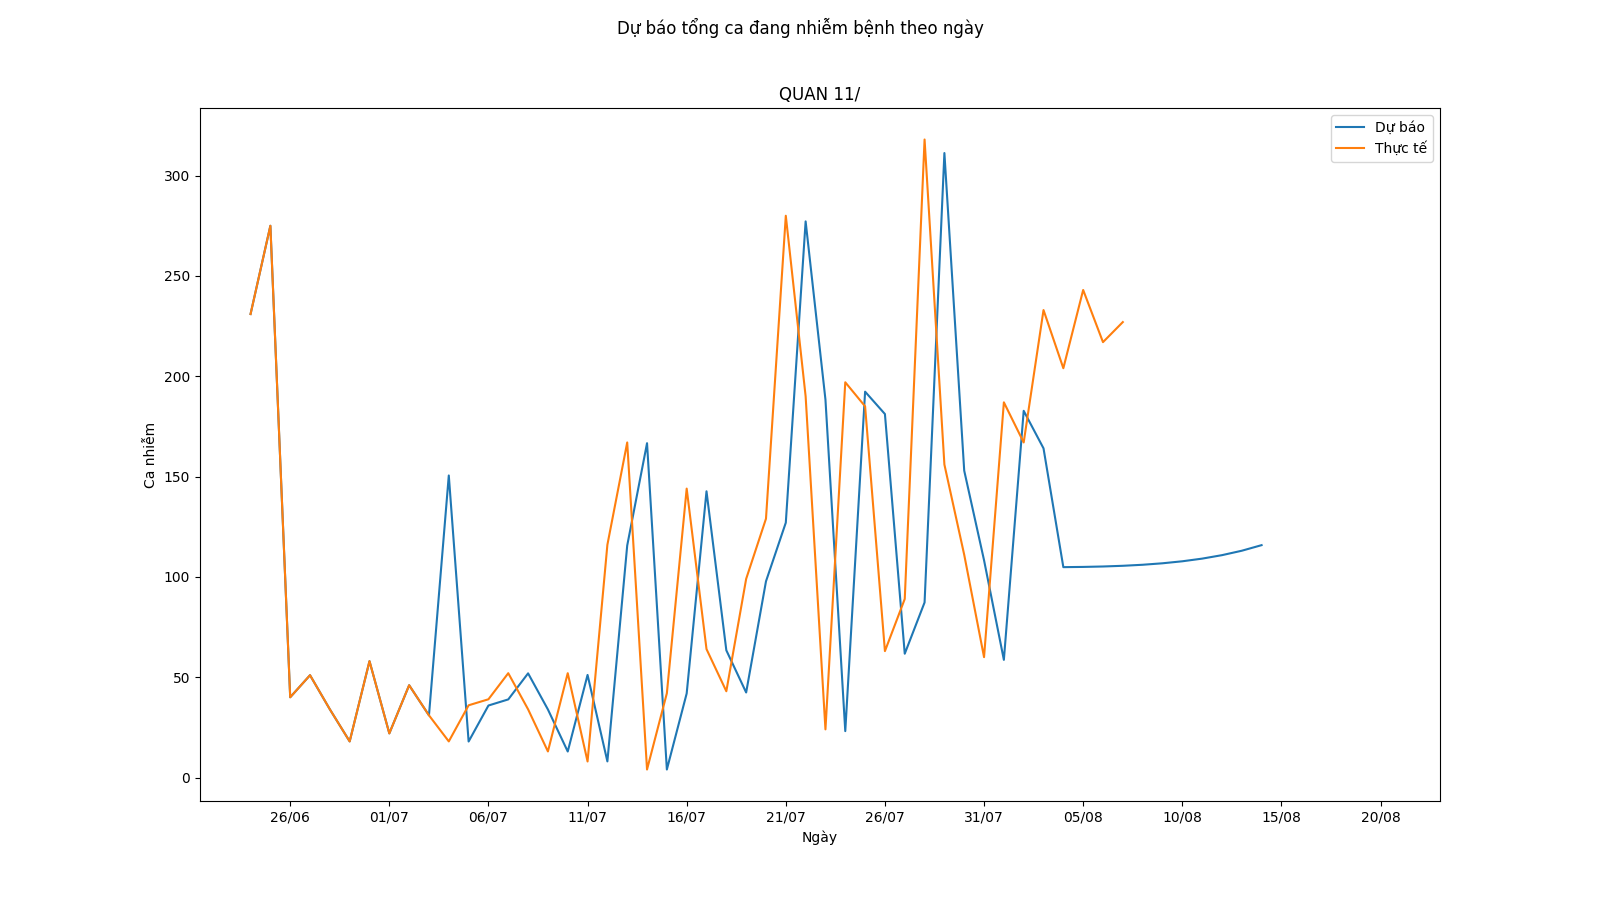 Dự báo tổng ca đang nhiễm bệnh theo ngày
QUAN 11/
Dự báo
Thực tế
Ca nhiễm
300
250
200
150
100
50
0
26/06 01/07 06/07 11/07 16/07 21/07 26/07 31/07 05/08 10/08 15/08 20/08
Ngày